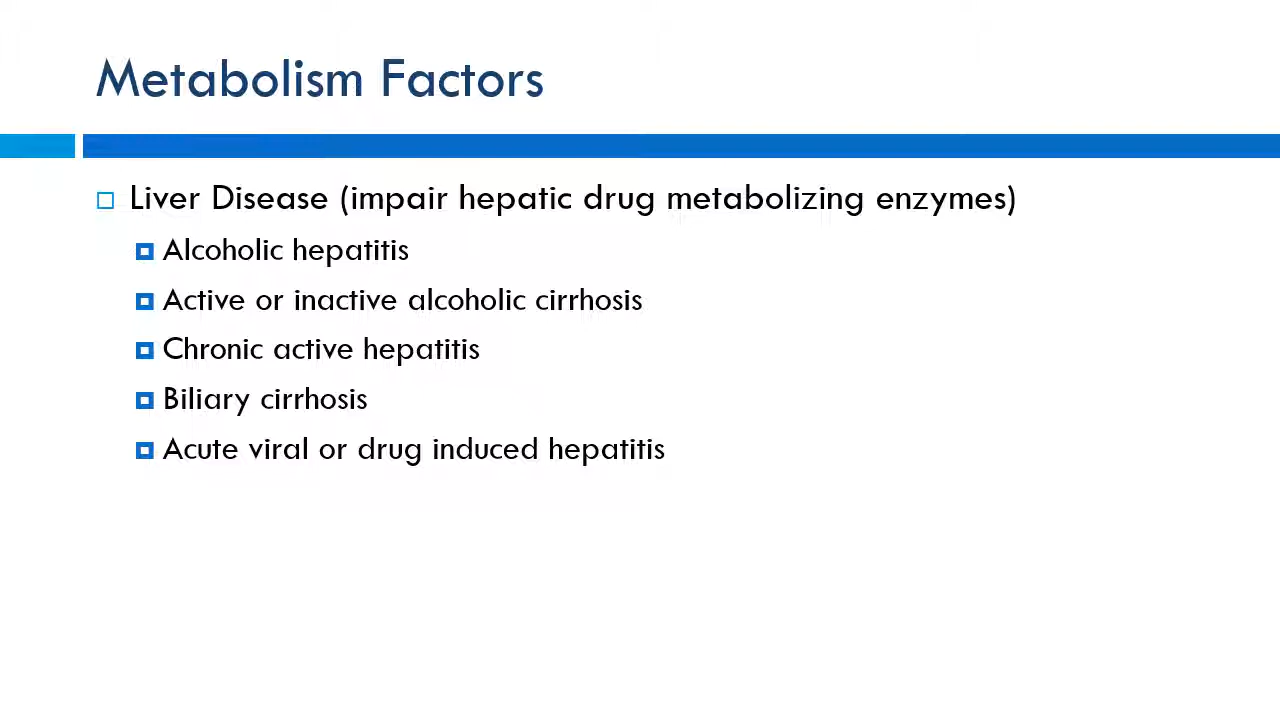 Metabolism Factors
Liver Disease (impair hepatic drug metabolizing enzymes)
Alcoholic hepatitis
Active or inactive alcoholic cirrhosis
Chronic active hepatitis
Biliary cirrhosis
Acute viral or drug induced hepatitis